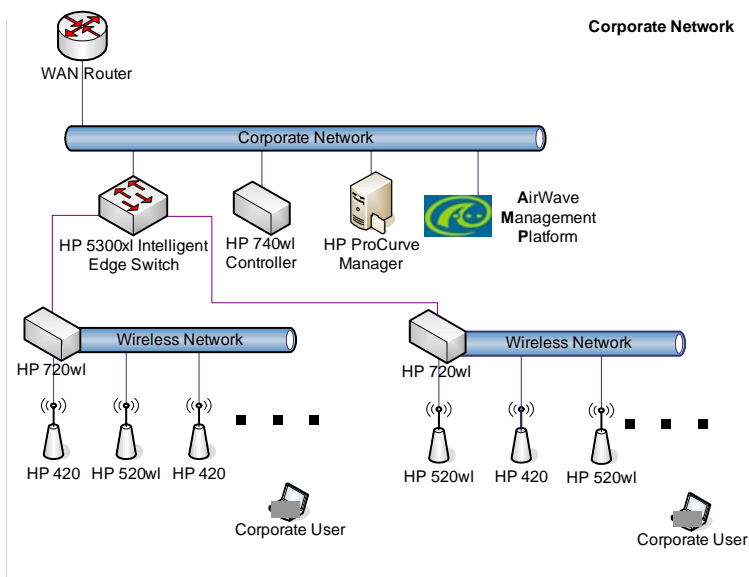 Corporate Network
WAN Router
Corporate Network
HP 5300xl Intelligent
Edge Switch
HP 740wl
Controller
HP ProCurve
Manager
AirWave
Management
Platform
HP 720wl
Wireless Network
HP 720wl
Wireless Network
HP 420
HP 520wl
HP 420
HP 520wl
HP 420
HP 520wl
Corporate User
Corporate User